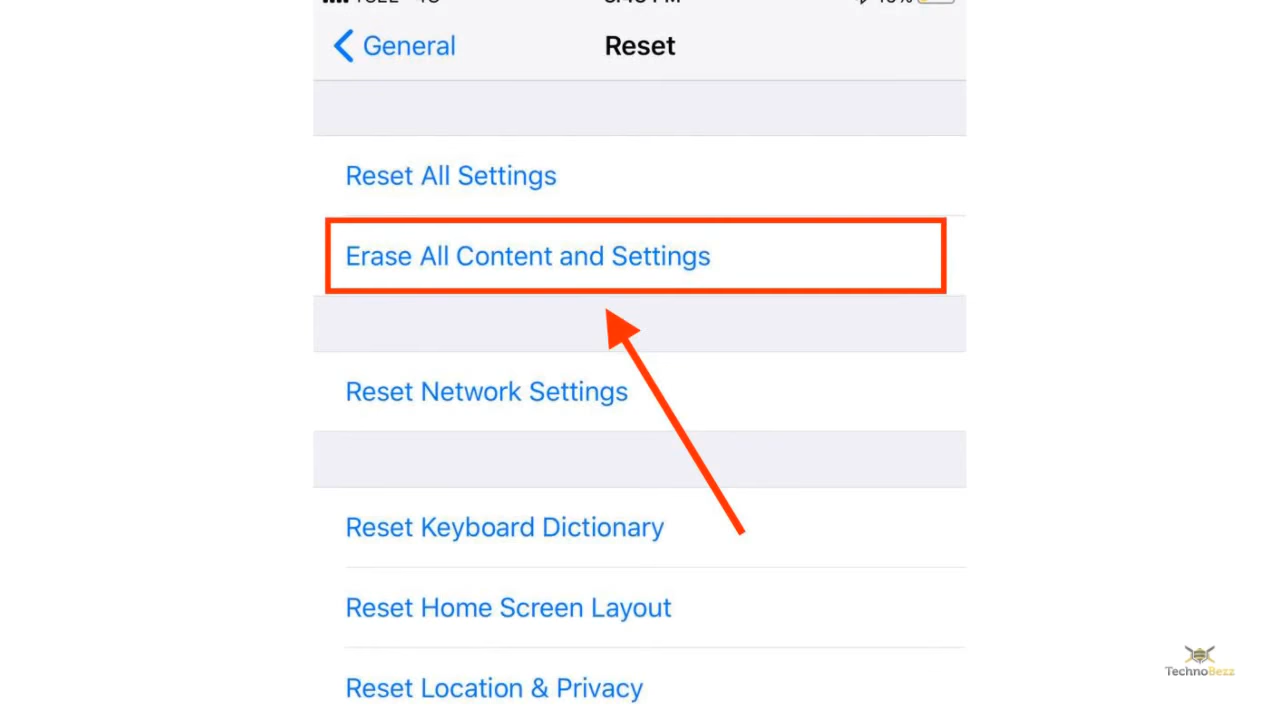 General
Reset
Reset All Settings
Erase All Content and Settings
Reset Network Settings
Reset Keyboard Dictionary
Reset Home Screen Layout
Reset Location & Privacy
TechnoBezz